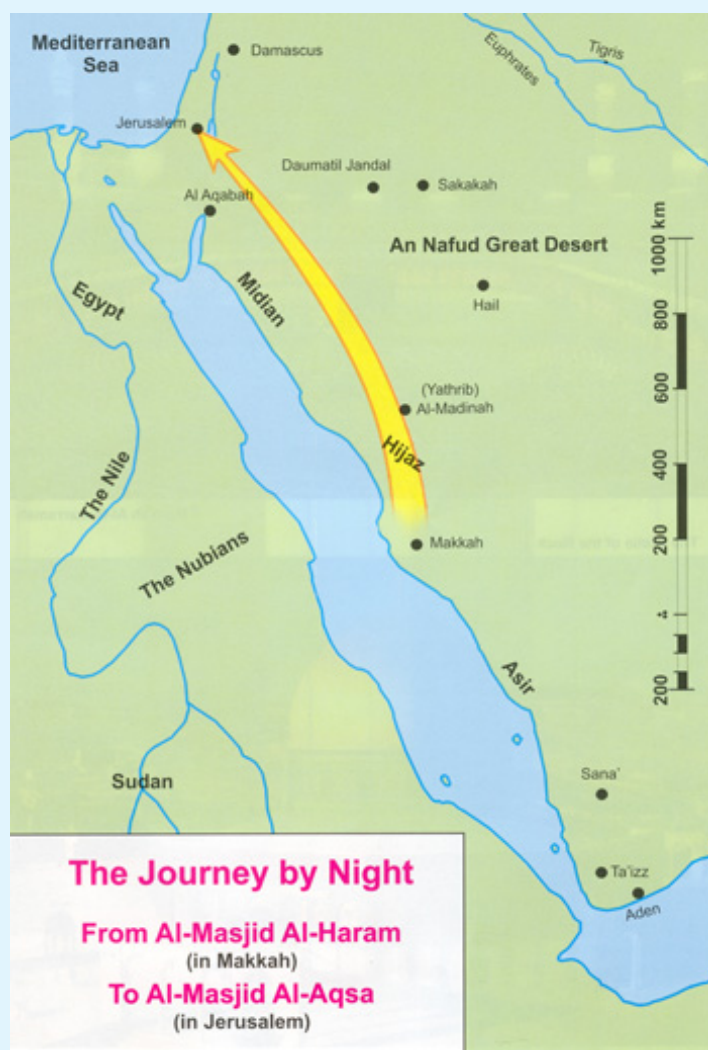 Mediterranean
Sea
Damascus
Euphrates
Tigris
Jerusalem
Daumatil Jandal
Sakakah
Al Aqabah
An Nafud Great Desert
1000 km
Midian
Hail
Egypt
800
(Yathrib)
Al-Madinah
600
Hijaz
400
The Nile
Makkah
200
The Nubians
Asir
200
Sudan
Sana'
Ta'izz
Aden
The Journey by Night
From Al-Masjid Al-Haram
(in Makkah)
To Al-Masjid Al-Aqsa
(in Jerusalem)